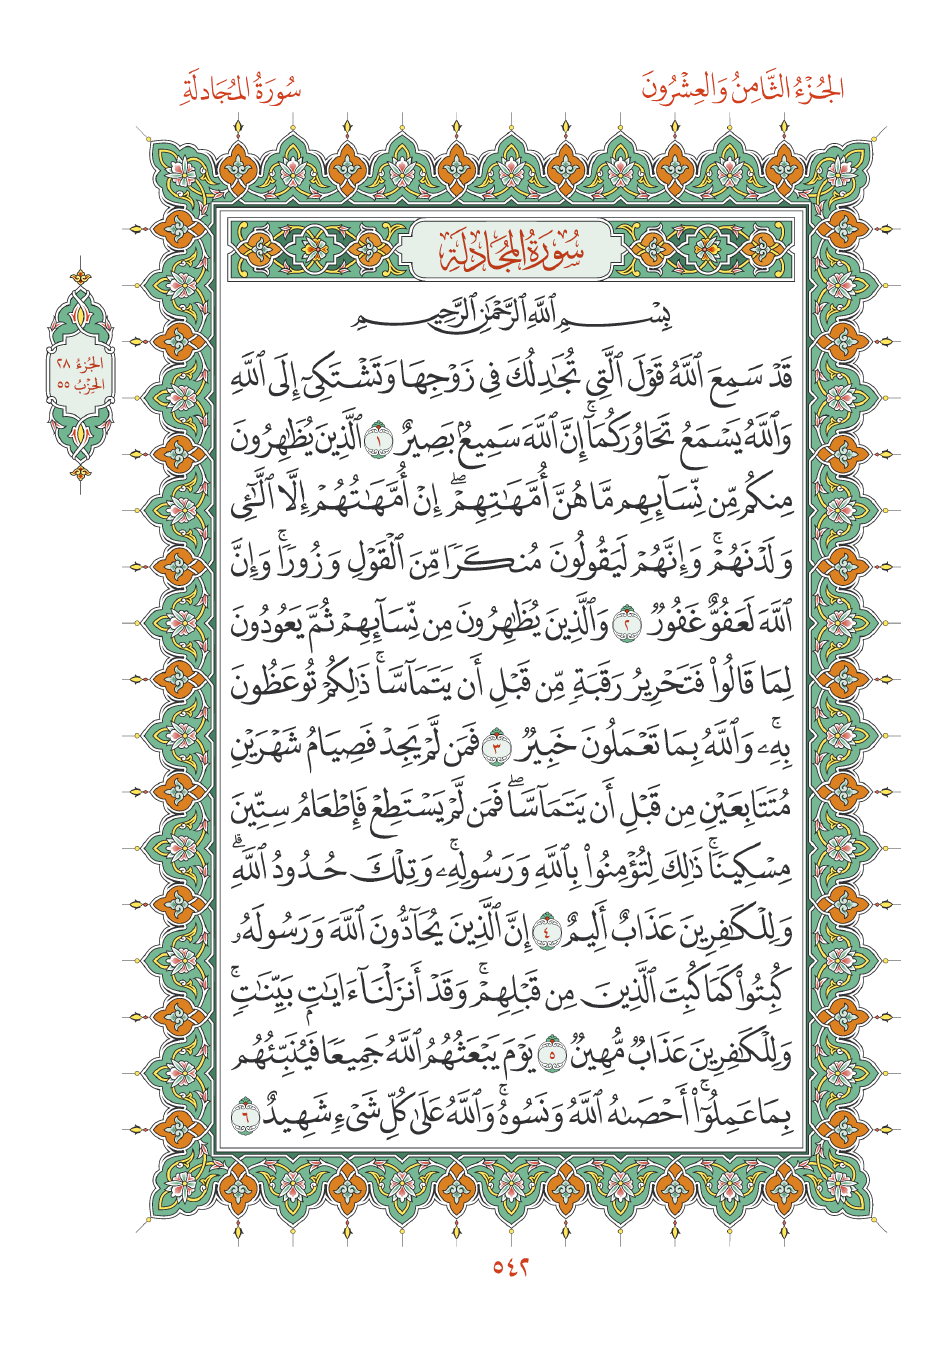 الجُزْءُ الثَّامِنُ وَالعِشْرُونَ
سُورَةُ المُجَادلَةِ
سُورَةُ المُجَادلَةِ
بِسْمِ ٱللَّهِ ٱلرَّحْمَٰنِ ٱلرَّحِيمِ
قَدْ سَمِعَ ٱللَّهُ قَوْلَ ٱلَّتِي تُجَٰدِلُكَ فِي زَوْجِهَا وَتَشْتَكِيٓ إِلَى ٱللَّهِ
وَٱللَّهُ يَسْمَعُ تَحَاوُرَكُمَآۚ إِنَّ ٱللَّهَ سَمِيعُۢ بَصِيرٌ ١ ٱلَّذِينَ يُظَٰهِرُونَ
مِنكُم مِّن نِّسَآئِهِم مَّا هُنَّ أُمَّهَٰتِهِمْۖ إِنْ أُمَّهَٰتُهُمْ إِلَّا ٱلَّٰٓـِٔي
وَلَدْنَهُمْۚ وَإِنَّهُمْ لَيَقُولُونَ مُنكَرٗا مِّنَ ٱلْقَوْلِ وَزُورٗاۚ وَإِنَّ
ٱللَّهَ لَعَفُوٌّ غَفُورٞ ٢ وَٱلَّذِينَ يُظَٰهِرُونَ مِن نِّسَآئِهِمْ ثُمَّ يَعُودُونَ
لِمَا قَالُوا۟ فَتَحْرِيرُ رَقَبَةٖ مِّن قَبْلِ أَن يَتَمَآسَّاۚ ذَٰلِكُمْ تُوعَظُونَ
بِهِۦۚ وَٱللَّهُ بِمَا تَعْمَلُونَ خَبِيرٞ ٣ فَمَن لَّمْ يَجِدْ فَصِيَامُ شَهْرَيْنِ
مُتَتَابِعَيْنِ مِن قَبْلِ أَن يَتَمَآسَّاۖ فَمَن لَّمْ يَسْتَطِعْ فَإِطْعَامُ سِتِّينَ
مِسْكِينٗاۚ ذَٰلِكَ لِتُؤْمِنُوا۟ بِٱللَّهِ وَرَسُولِهِۦۚ وَتِلْكَ حُدُودُ ٱللَّهِۗ
وَلِلْكَٰفِرِينَ عَذَابٌ أَلِيمٌ ٤ إِنَّ ٱلَّذِينَ يُحَآدُّونَ ٱللَّهَ وَرَسُولَهُۥ
كُبِتُوا۟ كَمَا كُبِتَ ٱلَّذِينَ مِن قَبْلِهِمْۚ وَقَدْ أَنزَلْنَآ ءَايَٰتِۭ بَيِّنَٰتٖۚ
وَلِلْكَٰفِرِينَ عَذَابٞ مُّهِينٞ ٥ يَوْمَ يَبْعَثُهُمُ ٱللَّهُ جَمِيعٗا فَيُنَبِّئُهُم
بِمَا عَمِلُوٓا۟ۚ أَحْصَىٰهُ ٱللَّهُ وَنَسُوهُۚ وَٱللَّهُ عَلَىٰ كُلِّ شَيْءٖ شَهِيدٌ ٦
الجُزءُ ٢٨
الحِزْبُ ٥٥
٥٤٢